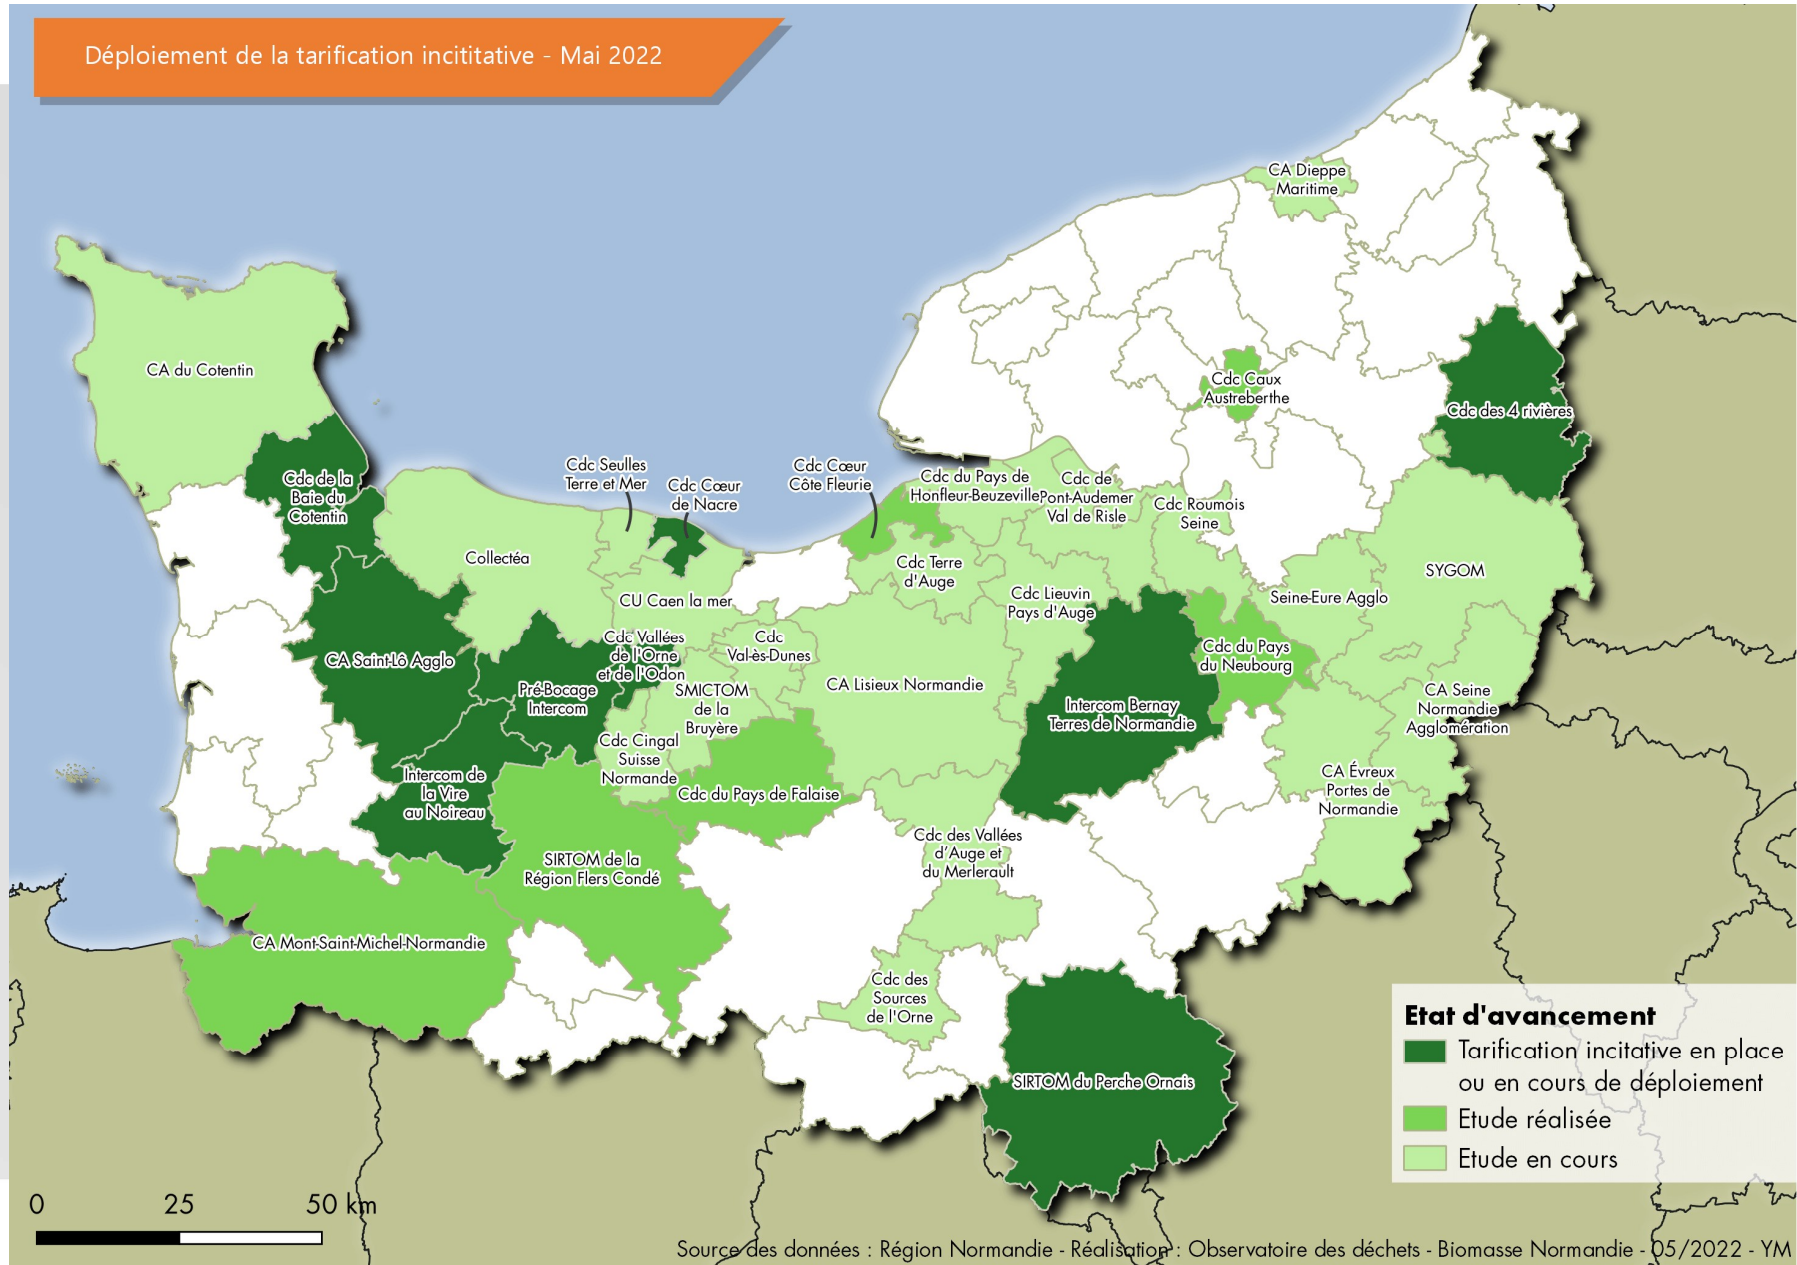 Déploiement de la tarification incititative - Mai 2022
CA Dieppe
Maritime
CA du Cotentin
Cdc Caux
Austreberthe
Cdc des 4 rivières
Cdc de la
Baie du
Cotentin
Cdc Seulles
Terre et Mer
Cdc Cœur
de Nacre
Cdc Cœur
Côte Fleurie
Cdc du Pays de
Honfleur-Beuzeville
Cdc de
Pont-Audemer
Val de Risle
Cdc Roumois
Seine
Collectéa
Cdc Terre
d'Auge
SYGOM
CU Caen la mer
Cdc Lieuvin
Pays d'Auge
Seine-Eure Agglo
CA Saint-Lô Agglo
Cdc Vallées
de l'Orne
et de l'Odon
Cdc
Val-ès-Dunes
Cdc du Pays
du Neubourg
Pré-Bocage
Intercom
SMICTOM
de la
Bruyère
CA Lisieux Normandie
Intercom Bernay
Terres de Normandie
CA Seine
Normandie
Agglomération
Cdc Cingal
Suisse
Normande
Intercom de
la Vire
au Noireau
Cdc du Pays de Falaise
CA Évreux
Portes de
Normandie
Cdc des Vallées
d’Auge et
du Merlerault
SIRTOM de la
Région Flers Condé
CA Mont-Saint-Michel-Normandie
Cdc des
Sources
de l'Orne
SIRTOM du Perche Ornais
Etat d'avancement
Tarification incitative en place
ou en cours de déploiement
Etude réalisée
Etude en cours
0 25 50 km
Source des données : Région Normandie - Réalisation : Observatoire des déchets - Biomasse Normandie - 05/2022 - YM